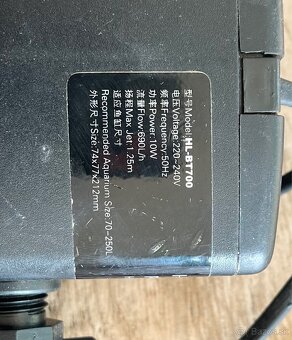 型号Model:HL-BT700
电压Voltage:220-240V
频率Frequency:50Hz
功率Power:10W
流量Flow:690L/h
扬程Max Jet:1.25m
适应鱼缸尺寸
Recommended Aquarium Size:70-250L
外形尺寸Size:74x77x212mm